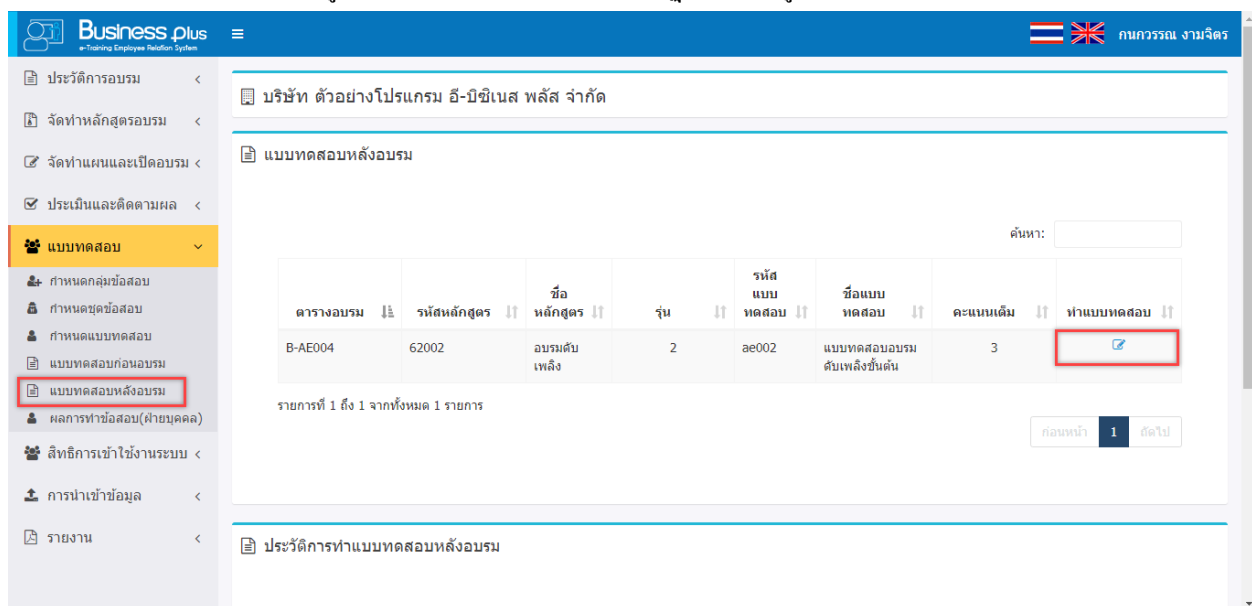 Business Plus
e-Training Employee Relation System
กนกวรรณ งามจิตร
ประวัติการอบรม
จัดทำหลักสูตรอบรม
จัดทำแผนและเปิดอบรม
ประเมินและติดตามผล
แบบทดสอบ
กำหนดกลุ่มข้อสอบ
กำหนดชุดข้อสอบ
กำหนดแบบทดสอบ
แบบทดสอบก่อนอบรม
แบบทดสอบหลังอบรม
ผลการทำข้อสอบ(ฝ่ายบุคคล)
สิทธิการเข้าใช้งานระบบ
การนำเข้าข้อมูล
รายงาน
บริษัท ตัวอย่างโปรแกรม อี-บิซิเนส พลัส จำกัด
แบบทดสอบหลังอบรม
ค้นหา:
ตารางอบรม รหัสหลักสูตร ชื่อ หลักสูตร รุ่น รหัส แบบ ทดสอบ ชื่อแบบ ทดสอบ คะแนนเต็ม ทำแบบทดสอบ
B-AE004 62002 อบรมดับ เพลิง 2 ae002 แบบทดสอบอบรม ดับเพลิงขั้นต้น 3
รายการที่ 1 ถึง 1 จากทั้งหมด 1 รายการ
ก่อนหน้า 1 ถัดไป
ประวัติการทำแบบทดสอบหลังอบรม